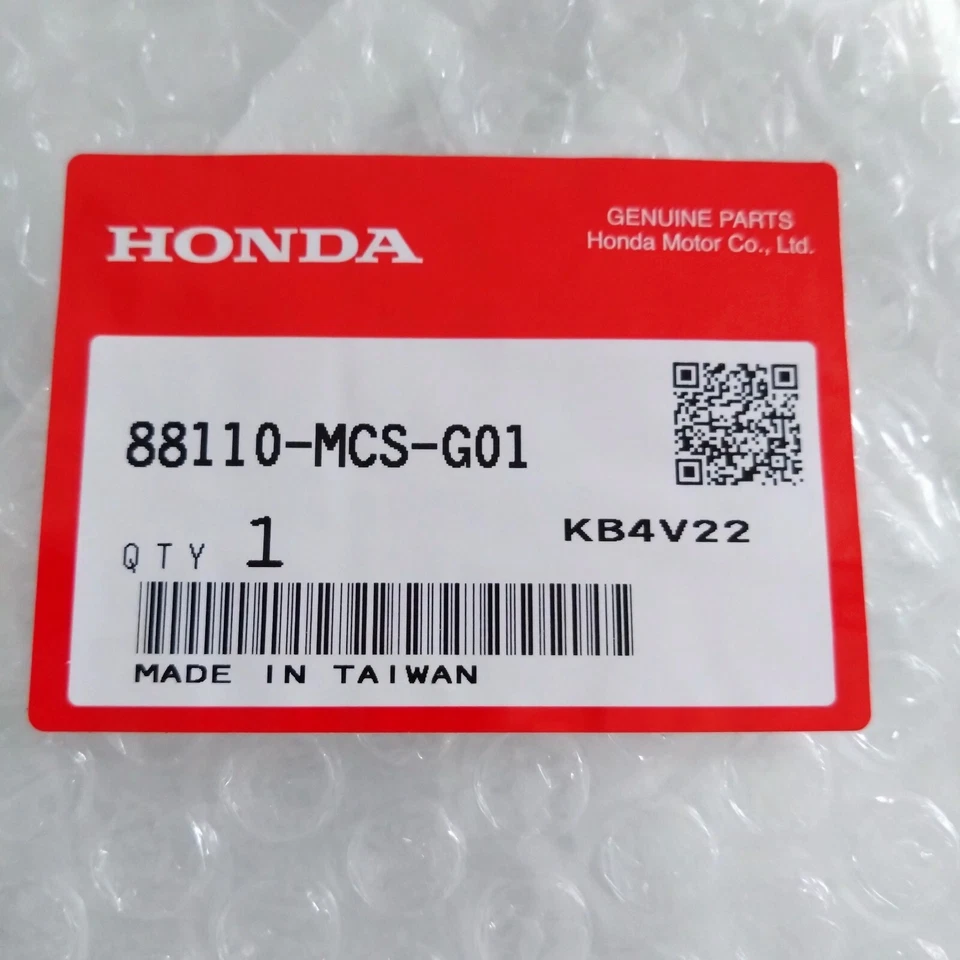 HONDA
GENUINE PARTS
Honda Motor Co., Ltd.
88110-MCS-G01
KB4V22
QTY 1
MADE IN TAIWAN